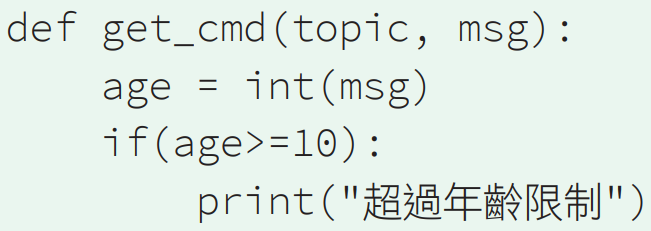 def get_cmd(topic, msg):
    age = int(msg)
    if(age>=10):
        print("超過年齡限制")